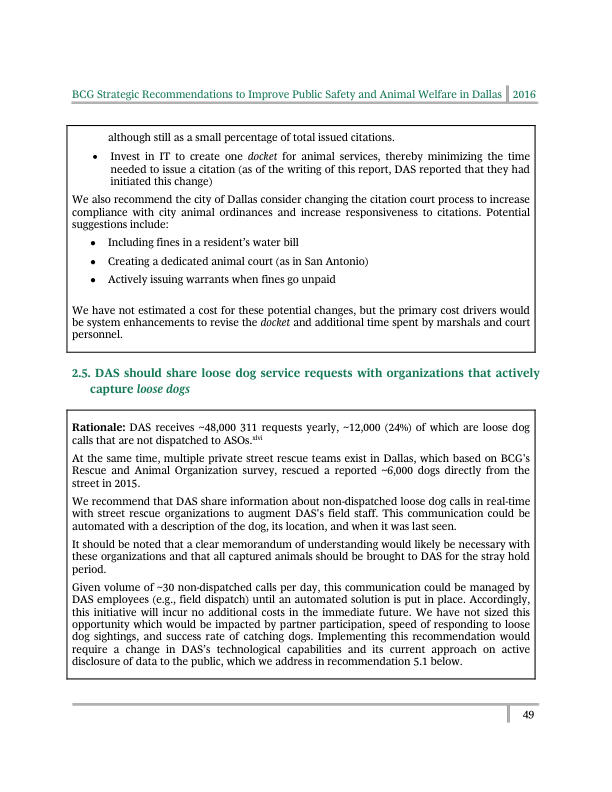 BCG Strategic Recommendations to Improve Public Safety and Animal Welfare in Dallas 2016
although still as a small percentage of total issued citations.
• Invest in IT to create one docket for animal services, thereby minimizing the time
needed to issue a citation (as of the writing of this report, DAS reported that they had
initiated this change)
We also recommend the city of Dallas consider changing the citation court process to increase
compliance with city animal ordinances and increase responsiveness to citations. Potential
suggestions include:
• Including fines in a resident's water bill
• Creating a dedicated animal court (as in San Antonio)
• Actively issuing warrants when fines go unpaid
We have not estimated a cost for these potential changes, but the primary cost drivers would
be system enhancements to revise the docket and additional time spent by marshals and court
personnel.
2.5. DAS should share loose dog service requests with organizations that actively
capture loose dogs
Rationale: DAS receives ~48,000 311 requests yearly, ~12,000 (24%) of which are loose dog
calls that are not dispatched to ASOs.xlvi
At the same time, multiple private street rescue teams exist in Dallas, which based on BCG's
Rescue and Animal Organization survey, rescued a reported ~6,000 dogs directly from the
street in 2015.
We recommend that DAS share information about non-dispatched loose dog calls in real-time
with street rescue organizations to augment DAS's field staff. This communication could be
automated with a description of the dog, its location, and when it was last seen.
It should be noted that a clear memorandum of understanding would likely be necessary with
these organizations and that all captured animals should be brought to DAS for the stray hold
period.
Given volume of ~30 non-dispatched calls per day, this communication could be managed by
DAS employees (e.g., field dispatch) until an automated solution is put in place. Accordingly,
this initiative will incur no additional costs in the immediate future. We have not sized this
opportunity which would be impacted by partner participation, speed of responding to loose
dog sightings, and success rate of catching dogs. Implementing this recommendation would
require a change in DAS's technological capabilities and its current approach on active
disclosure of data to the public, which we address in recommendation 5.1 below.
49